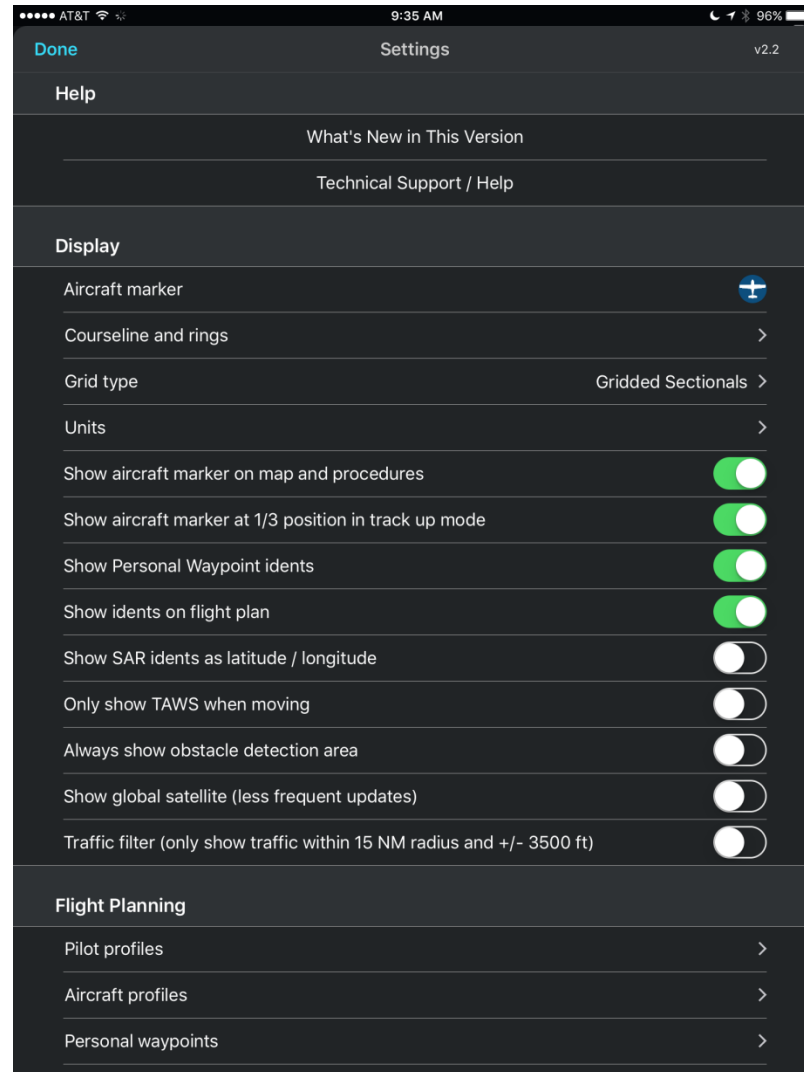 AT&T 9:35 AM 96%
Done Settings v2.2
Help
What's New in This Version
Technical Support / Help
Display
Aircraft marker
Courseline and rings
Grid type Gridded Sectionals
Units
Show aircraft marker on map and procedures
Show aircraft marker at 1/3 position in track up mode
Show Personal Waypoint idents
Show idents on flight plan
Show SAR idents as latitude / longitude
Only show TAWS when moving
Always show obstacle detection area
Show global satellite (less frequent updates)
Traffic filter (only show traffic within 15 NM radius and +/- 3500 ft)
Flight Planning
Pilot profiles
Aircraft profiles
Personal waypoints